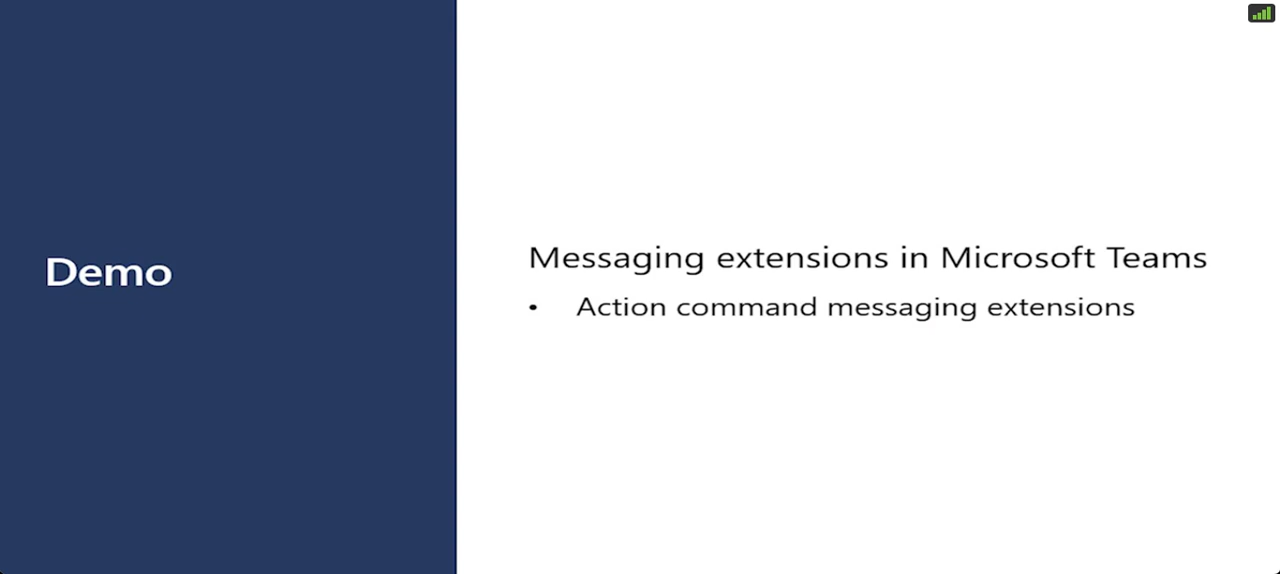 Demo
Messaging extensions in Microsoft Teams
• Action command messaging extensions